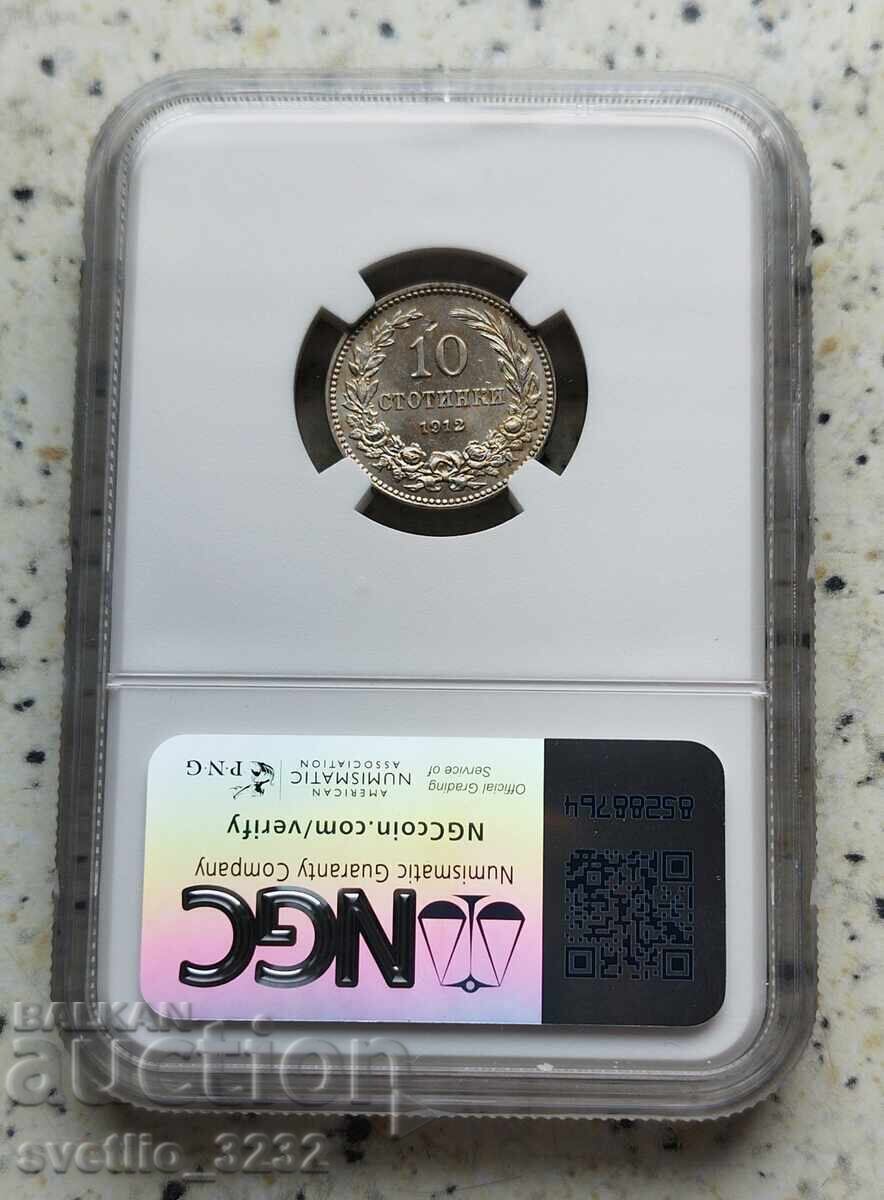 10
СТОТИНКИ
1912
NGC
Numismatic Guaranty Company
NGCcoin.com/verify
Official Grading
Service of
AMERICAN
NUMISMATIC
ASSOCIATION
P·N·G
85288764
BALKAN
auction
svetlio_3232